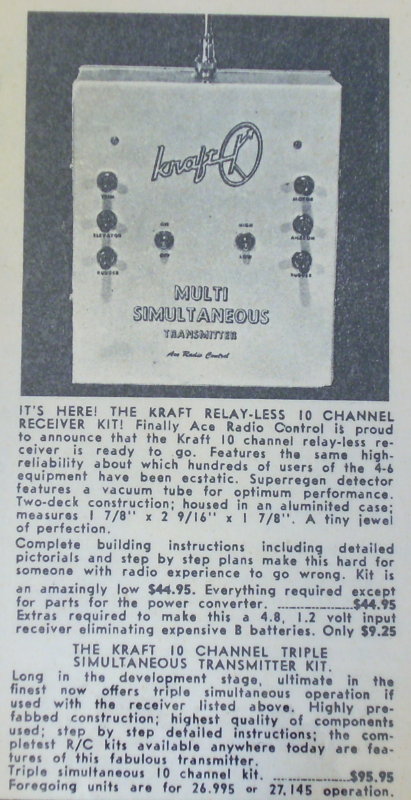 kraft K
TRIM
MOTOR
ON
HIGH
ELEVATOR
AILERON
OFF
LOW
RUDDER
RUDDER
MULTI
SIMULTANEOUS
TRANSMITTER
Ace Radio Control
IT'S HERE! THE KRAFT RELAY-LESS 10 CHANNEL
RECEIVER KIT! Finally Ace Radio Control is proud
to announce that the Kraft 10 channel relay-less re-
ceiver is ready to go. Features the same high-
reliability about which hundreds of users of the 4-6
equipment have been ecstatic. Superregen detector
features a vacuum tube for optimum performance.
Two-deck construction; housed in an aluminited case;
measures 1 7/8" x 2 9/16" x 1 7/8". A tiny jewel
of perfection.
Complete building instructions including detailed
pictorials and step by step plans make this hard for
someone with radio experience to go wrong. Kit is
an amazingly low $44.95. Everything required except
for parts for the power converter. ............$44.95
Extras required to make this a 4.8, 1.2 volt input
receiver eliminating expensive B batteries. Only $9.25
THE KRAFT 10 CHANNEL TRIPLE
SIMULTANEOUS TRANSMITTER KIT.
Long in the development stage, ultimate in the
finest now offers triple simultaneous operation if
used with the receiver listed above. Highly pre-
fabbed construction; highest quality of components
used; step by step detailed instructions; the com-
pletest R/C kits available anywhere today are fea-
tures of this fabulous transmitter.
Triple simultaneous 10 channel kit. ............$95.95
Foregoing units are for 26.995 or 27.145 operation.